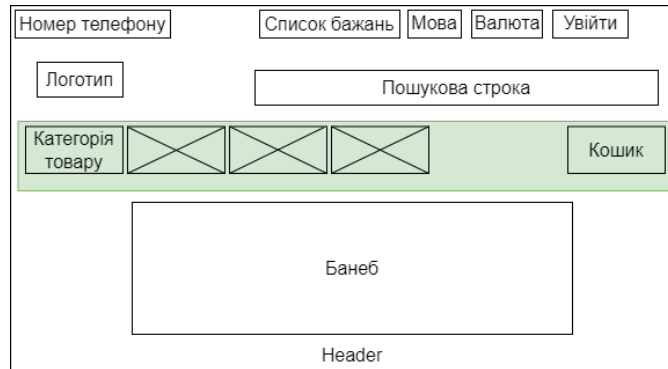 Номер телефону
Список бажань
Мова
Валюта
Увійти
Логотип
Пошукова строка
Категорія
товару
Кошик
Банеб
Header